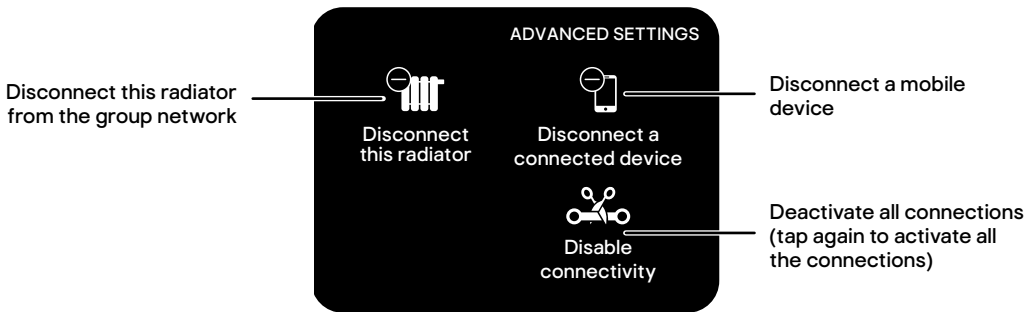 ADVANCED SETTINGS
Disconnect this radiator
from the group network
Disconnect
this radiator
Disconnect a
connected device
Disconnect a mobile
device
Disable
connectivity
Deactivate all connections
(tap again to activate all
the connections)